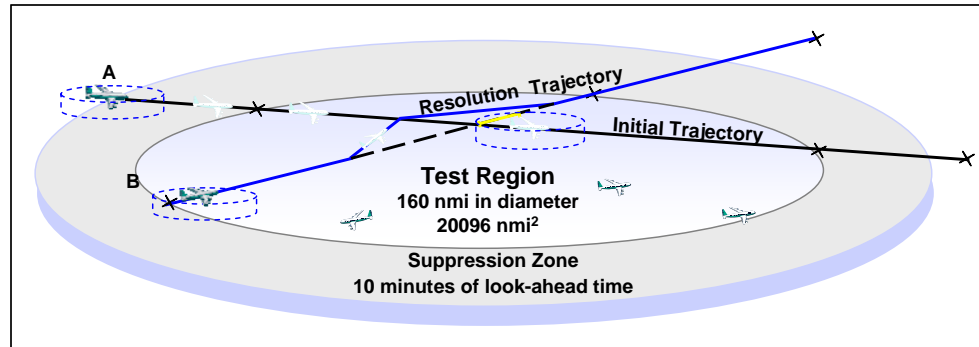 A
Resolution Trajectory
Initial Trajectory
B
Test Region
160 nmi in diameter
20096 nmi²
Suppression Zone
10 minutes of look-ahead time